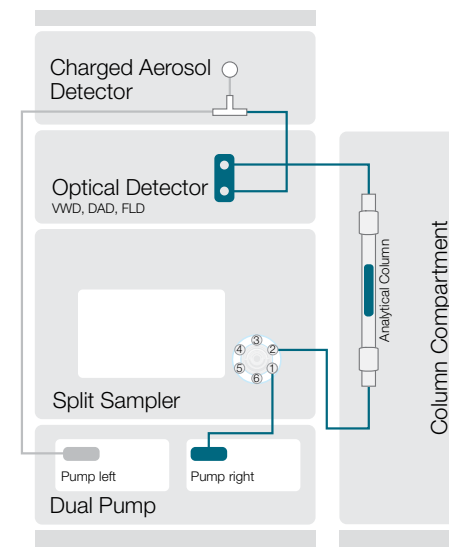 Charged Aerosol
Detector
Optical Detector
VWD, DAD, FLD
Analytical Column
Column Compartment
3
4
2
5
1
6
Split Sampler
Pump left
Pump right
Dual Pump